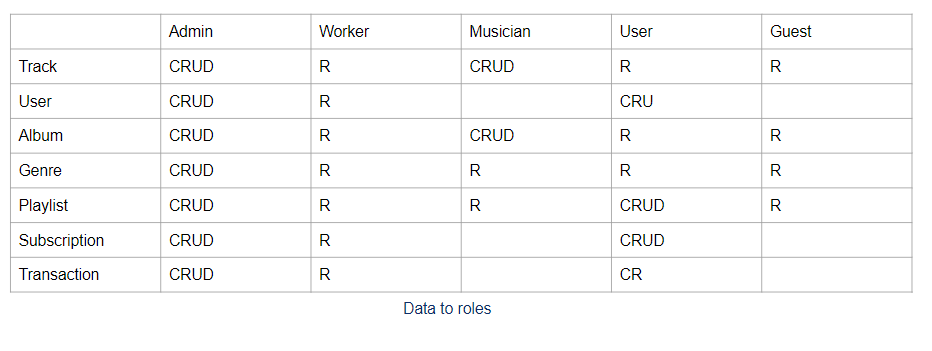 Admin Worker Musician User Guest
Track CRUD R CRUD R R
User CRUD R CRU
Album CRUD R CRUD R R
Genre CRUD R R R R
Playlist CRUD R R CRUD R
Subscription CRUD R CRUD
Transaction CRUD R CR
Data to roles